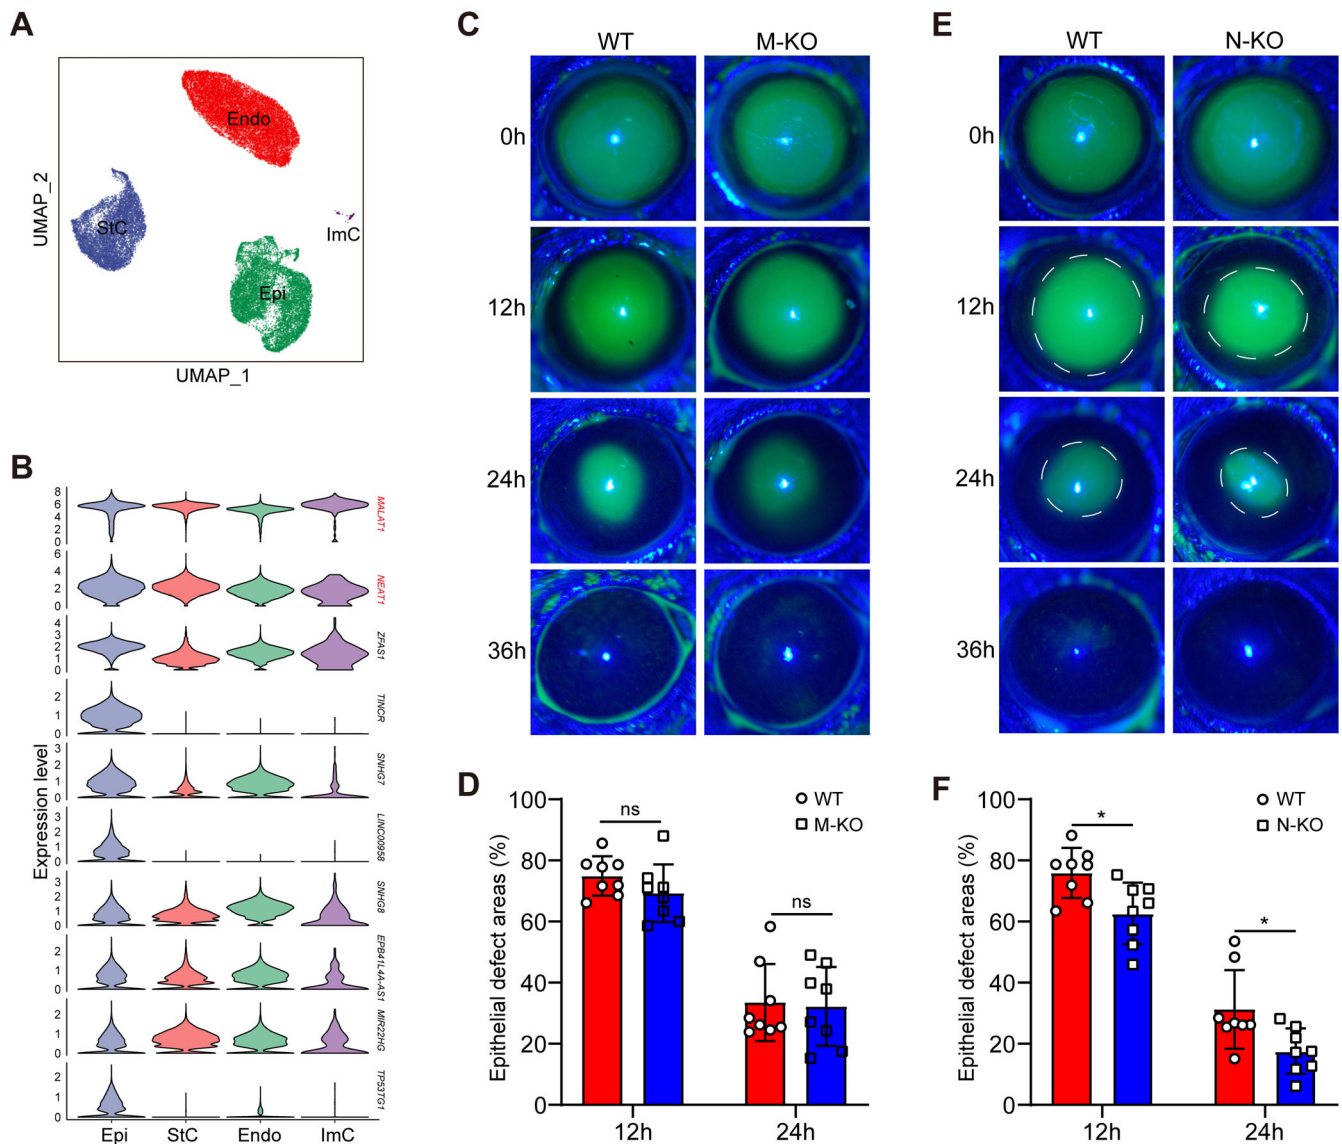 A
UMAP_2
Endo
StC
ImC
Epi
UMAP_1
B
Expression level
8
6
4
2
0
MALAT1
6
4
2
0
NEAT1
4
3
2
1
0
ZFAS1
2
1
0
TINCR
3
2
1
0
SNHG7
3
2
1
0
LINC00958
3
2
1
0
SNHG8
2
1
0
EPB41L4A-AS1
2
1
0
MIR22HG
2
1
0
TP53TG1
Epi StC Endo ImC
C
WT M-KO
0h
12h
24h
36h
D
Epithelial defect areas (%)
100
80
60
40
20
0
WT
M-KO
ns
ns
12h 24h
E
WT N-KO
0h
12h
24h
36h
F
Epithelial defect areas (%)
100
80
60
40
20
0
WT
N-KO
*
*
12h 24h